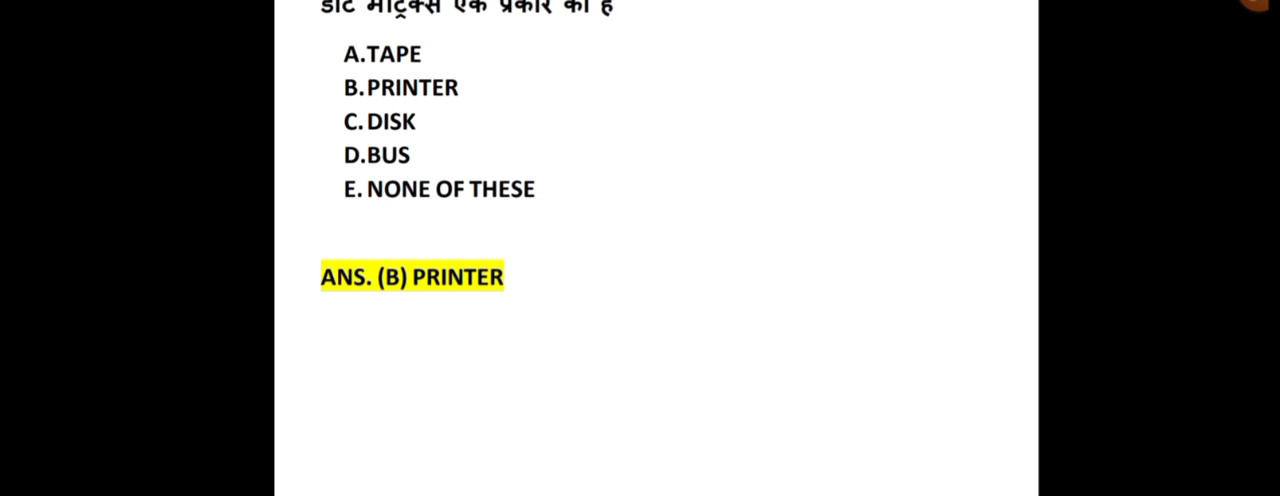 डाट माट्रिक्स एक प्रकार का है
A.TAPE
B.PRINTER
C.DISK
D.BUS
E. NONE OF THESE
ANS. (B) PRINTER